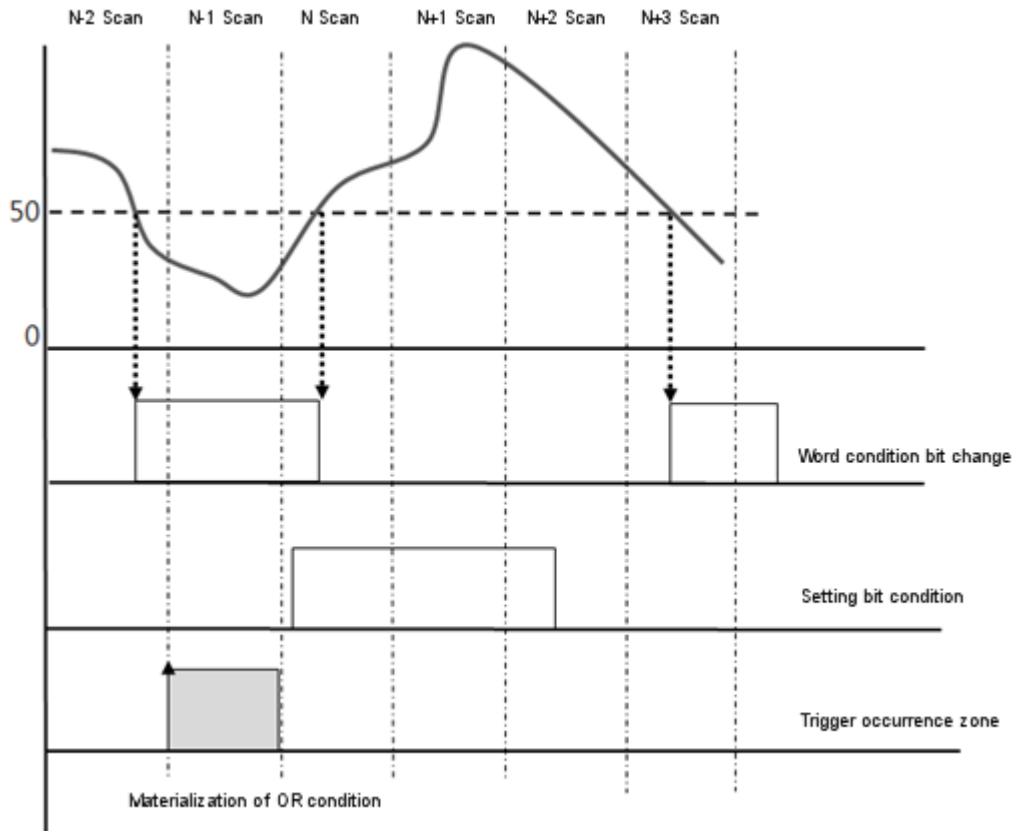 N-2 Scan N-1 Scan N Scan N+1 Scan N+2 Scan N+3 Scan
50
0
Word condition bit change
Setting bit condition
Trigger occurrence zone
Materialization of OR condition